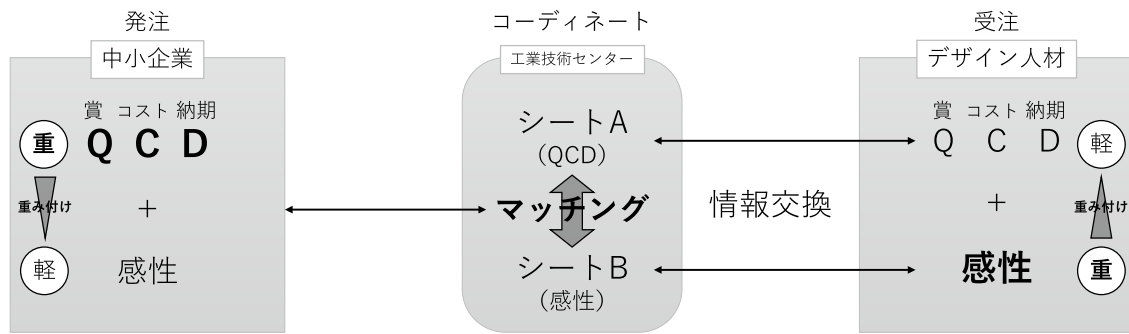 発注
中小企業
賞 コスト 納期
Q C D
重
重み付け
+
軽
感性
コーディネート
工業技術センター
シートA
(QCD)
マッチング
シートB
(感性)
情報交換
受注
デザイン人材
賞 コスト 納期
Q C D
軽
+
重み付け
感性
重